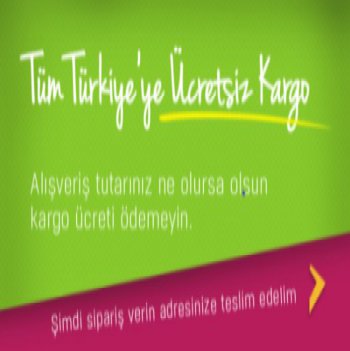 Tüm Türkiye'ye Ücretsiz Kargo
Alışveriş tutarınız ne olursa olsun
kargo ücreti ödemeyin.
Şimdi sipariş verin adresinize teslim edelim